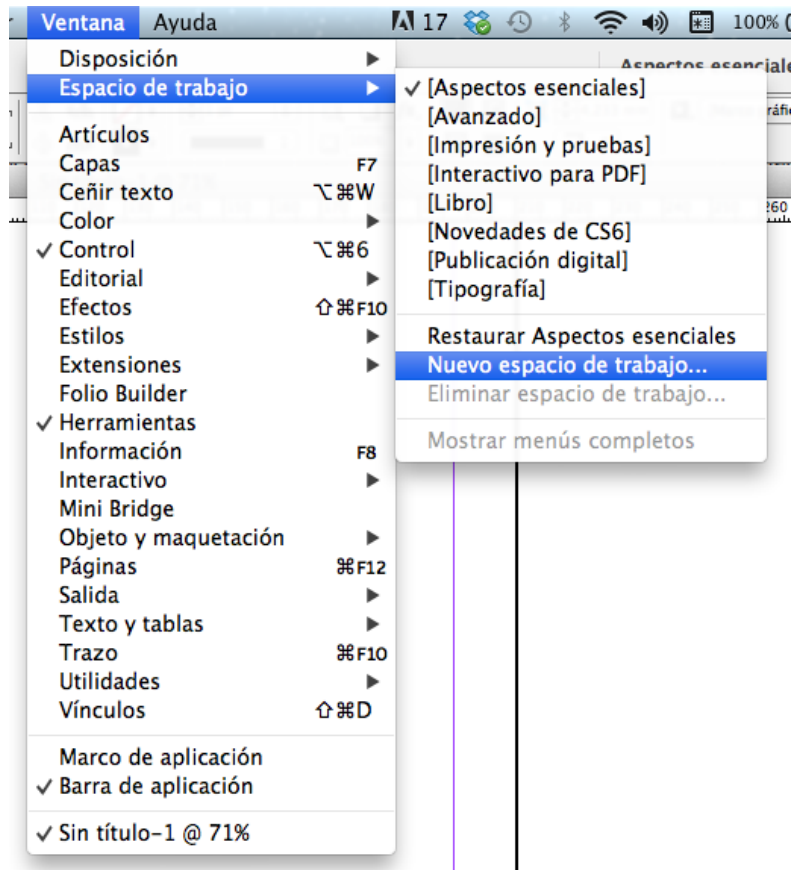 Ventana Ayuda 17 100%
Disposición
Aspectos esenciale
Espacio de trabajo
[Aspectos esenciales]
[Avanzado]
[Impresión y pruebas]
[Interactivo para PDF]
[Libro]
[Novedades de CS6]
[Publicación digital]
[Tipografía]
Restaurar Aspectos esenciales
Nuevo espacio de trabajo...
Eliminar espacio de trabajo...
Mostrar menús completos
Artículos
Capas F7
Ceñir texto ⌥⌘W
Color
Control ⌥⌘6
Editorial
Efectos ⇧⌘F10
Estilos
Extensiones
Folio Builder
Herramientas
Información F8
Interactivo
Mini Bridge
Objeto y maquetación
Páginas ⌘F12
Salida
Texto y tablas
Trazo ⌘F10
Utilidades
Vínculos ⇧⌘D
Marco de aplicación
Barra de aplicación
Sin título-1 @ 71%
260